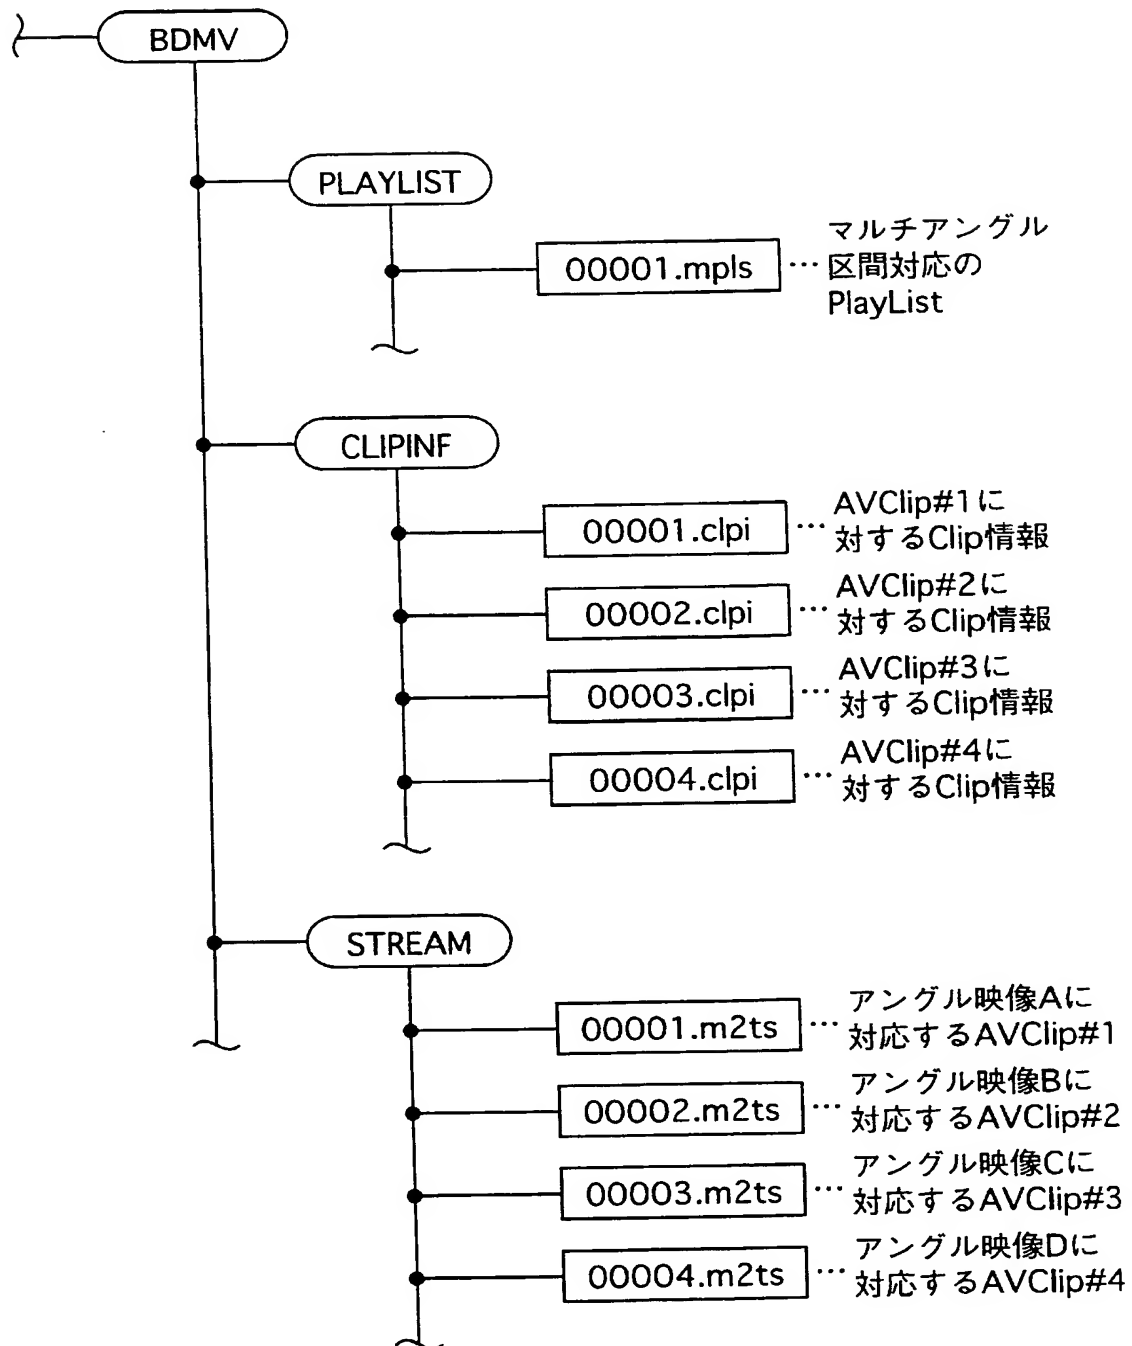 BDMV
PLAYLIST
00001.mpls
… マルチアングル
区間対応の
PlayList
CLIPINF
00001.clpi
… AVClip#1に
対するClip情報
00002.clpi
… AVClip#2に
対するClip情報
00003.clpi
… AVClip#3に
対するClip情報
00004.clpi
… AVClip#4に
対するClip情報
STREAM
00001.m2ts
… アングル映像Aに
対応するAVClip#1
00002.m2ts
… アングル映像Bに
対応するAVClip#2
00003.m2ts
… アングル映像Cに
対応するAVClip#3
00004.m2ts
… アングル映像Dに
対応するAVClip#4